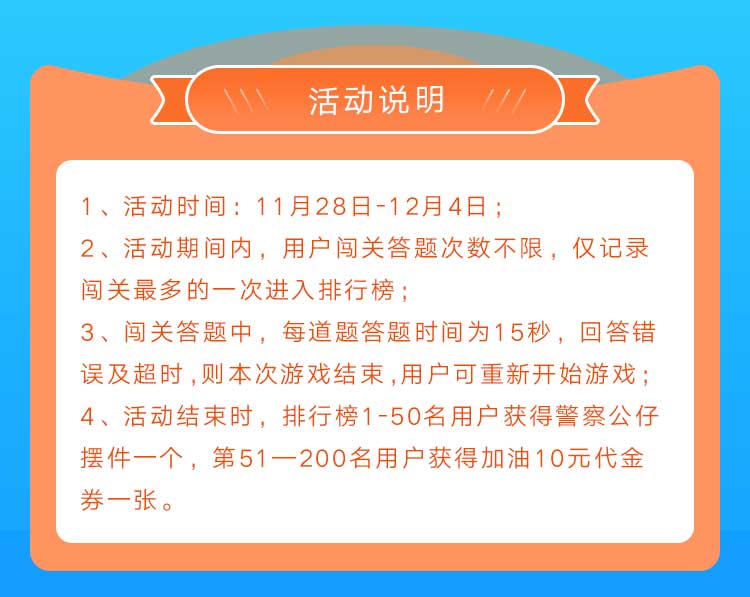 活动说明
1、活动时间：11月28日-12月4日；
2、活动期间内，用户闯关答题次数不限，仅记录
闯关最多的一次进入排行榜；
3、闯关答题中，每道题答题时间为15秒，回答错
误及超时,则本次游戏结束,用户可重新开始游戏；
4、活动结束时，排行榜1-50名用户获得警察公仔
摆件一个，第51—200名用户获得加油10元代金
券一张。